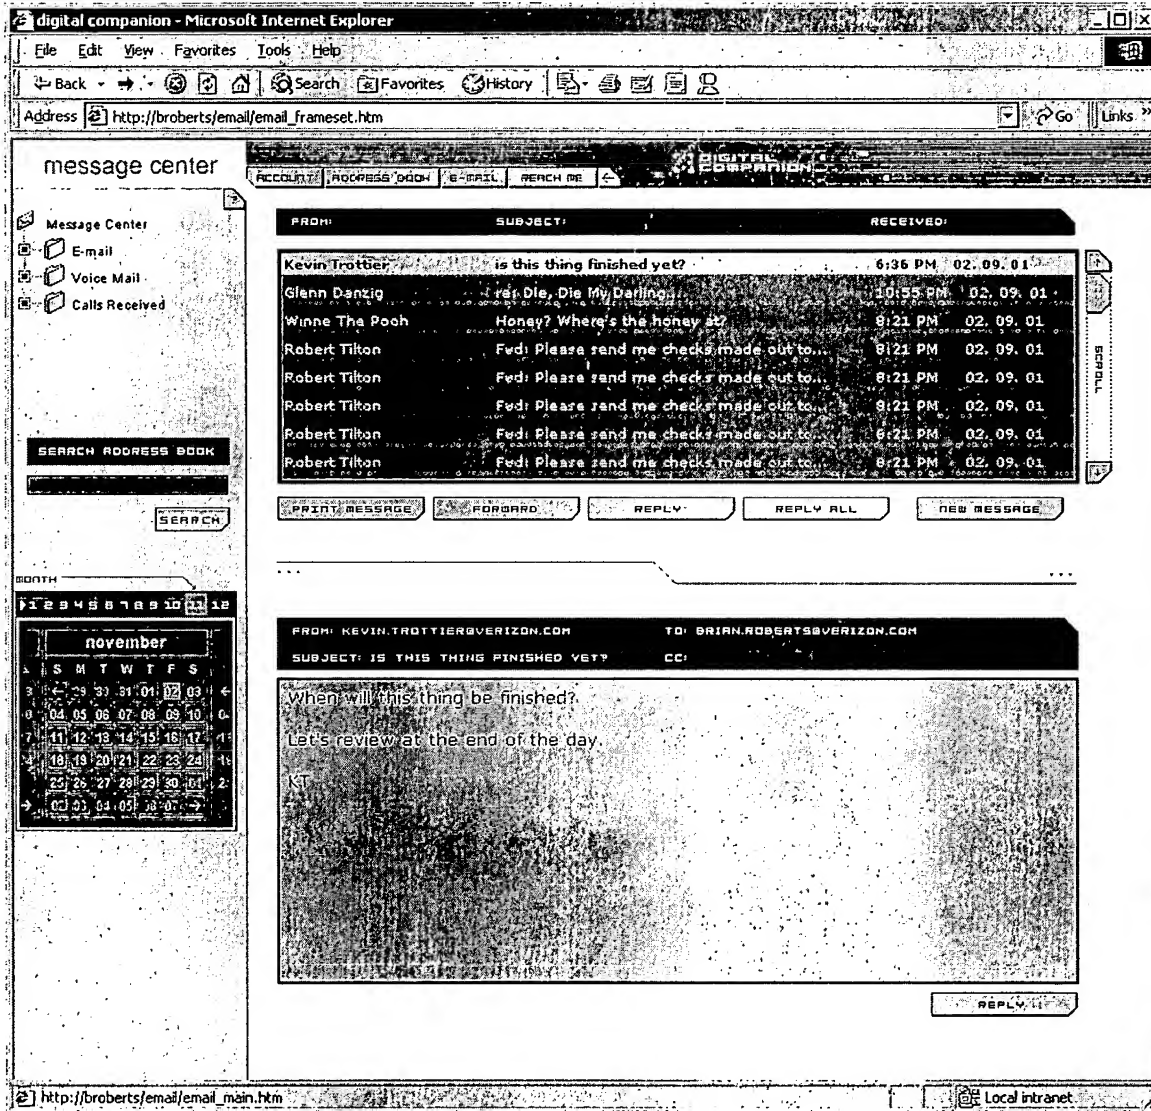 digital companion - Microsoft Internet Explorer
File Edit View Favorites Tools Help
Back Search Favorites History
Address http://broberts/email/email_frameset.htm Go Links »
message center
DIGITAL COMPANION
ACCOUNT ADDRESS BOOK E-MAIL REACH ME
?
Message Center
E-mail
Voice Mail
Calls Received
FROM: SUBJECT: RECEIVED:
Kevin Trottier is this thing finished yet? 6:36 PM 02. 09. 01
Glenn Danzig re: Die, Die My Darling... 10:55 PM 02. 09. 01
Winne The Pooh Honey? Where's the honey at? 8:21 PM 02. 09. 01
Robert Tilton Fwd: Please send me checks made out to... 8:21 PM 02. 09. 01
Robert Tilton Fwd: Please send me checks made out to... 8:21 PM 02. 09. 01
Robert Tilton Fwd: Please send me checks made out to... 8:21 PM 02. 09. 01
Robert Tilton Fwd: Please send me checks made out to... 8:21 PM 02. 09. 01
Robert Tilton Fwd: Please send me checks made out to... 8:21 PM 02. 09. 01
SCROLL
PRINT MESSAGE FORWARD REPLY REPLY ALL NEW MESSAGE
SEARCH ADDRESS BOOK
SEARCH
MONTH
1 2 3 4 5 6 7 8 9 10 11 12
november
S M T W T F S
29 30 31 01 02 03
04 05 06 07 08 09 10
11 12 13 14 15 16 17
18 19 20 21 22 23 24
25 26 27 28 29 30 01
02 03 04 05 06 07
FROM: KEVIN.TROTTIER@VERIZON.COM TO: BRIAN.ROBERTS@VERIZON.COM
SUBJECT: IS THIS THING FINISHED YET? CC:
When will this thing be finished?
Let's review at the end of the day.
KT
REPLY
http://broberts/email/email_main.htm Local intranet